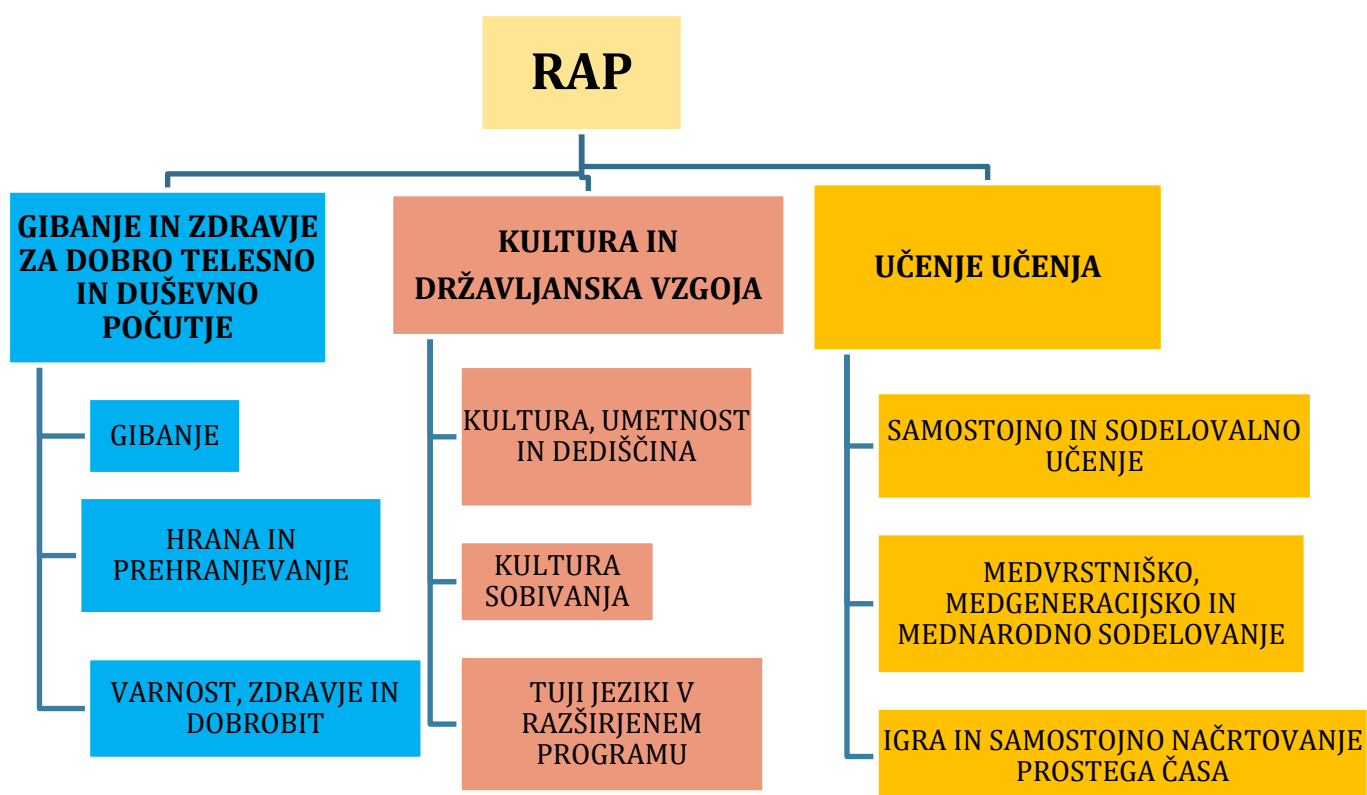 RAP
GIBANJE IN ZDRAVJE
ZA DOBRO TELESNO
IN DUŠEVNO
POČUTJE
GIBANJE
HRANA IN
PREHRANJEVANJE
VARNOST, ZDRAVJE IN
DOBROBIT
KULTURA IN
DRŽAVLJANSKA VZGOJA
KULTURA, UMETNOST
IN DEDIŠČINA
KULTURA
SOBIVANJA
TUJI JEZIKI V
RAZŠIRJENEM
PROGRAMU
UČENJE UČENJA
SAMOSTOJNO IN SODELOVALNO
UČENJE
MEDVRSTNIŠKO,
MEDGENERACIJSKO IN
MEDNARODNO SODELOVANJE
IGRA IN SAMOSTOJNO NAČRTOVANJE
PROSTEGA ČASA